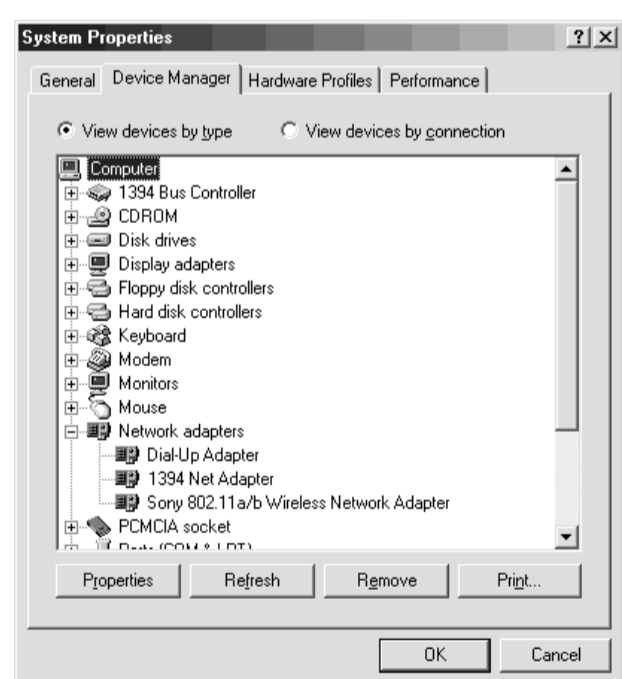 System Properties
General Device Manager Hardware Profiles Performance
View devices by type View devices by connection
Computer
1394 Bus Controller
CDROM
Disk drives
Display adapters
Floppy disk controllers
Hard disk controllers
Keyboard
Modem
Monitors
Mouse
Network adapters
Dial-Up Adapter
1394 Net Adapter
Sony 802.11a/b Wireless Network Adapter
PCMCIA socket
Ports (COM & LPT)
Properties Refresh Remove Print...
OK Cancel